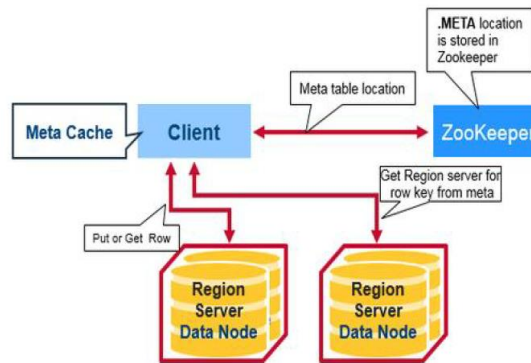 .META location
is stored in
Zookeeper
Meta table location
Meta Cache
Client
ZooKeeper
Get Region server for
row key from meta
Put or Get Row
Region
Server
Data Node
Region
Server
Data Node